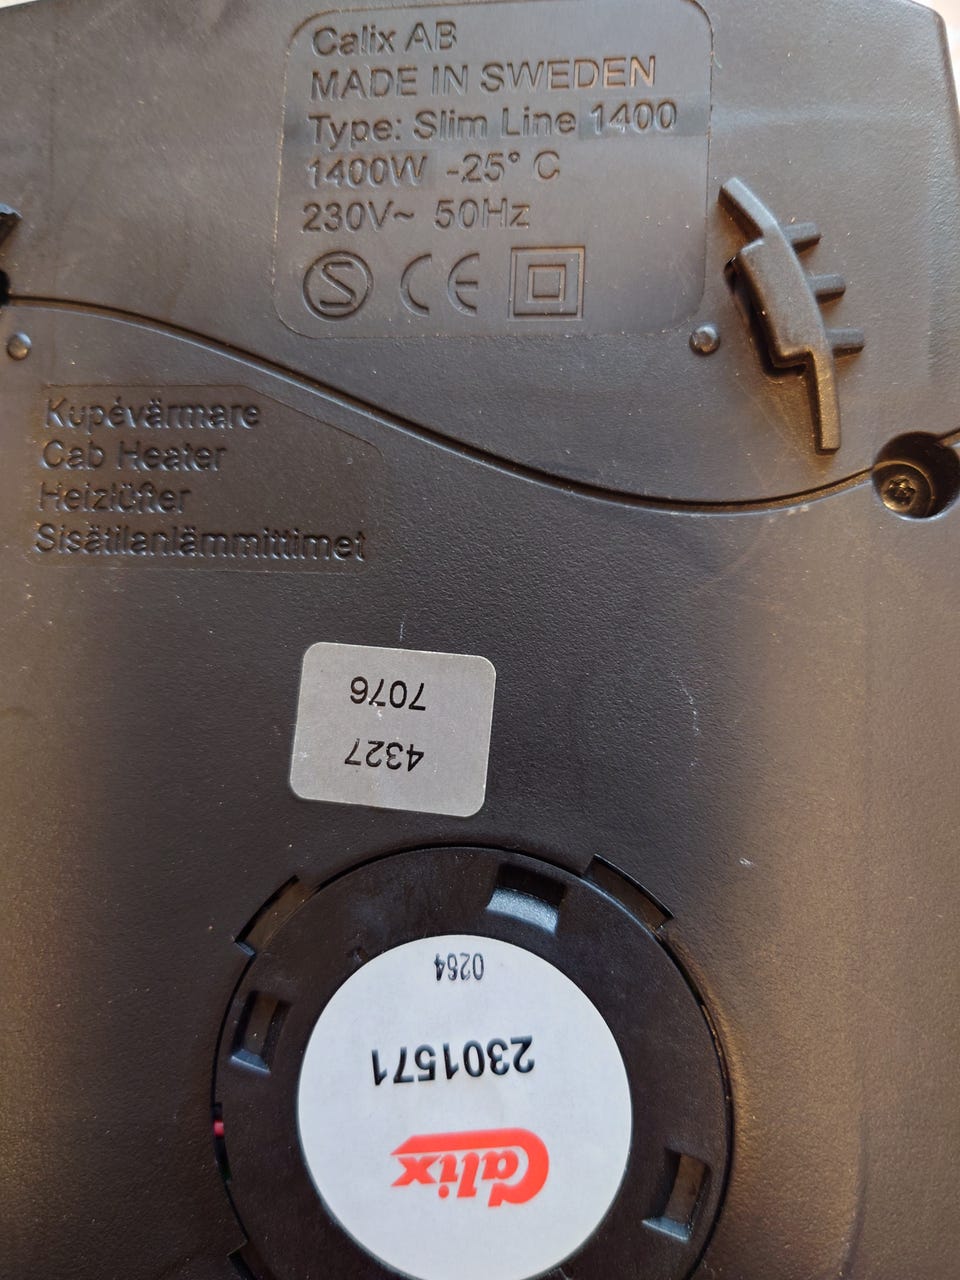 Calix AB
MADE IN SWEDEN
Type: Slim Line 1400
1400W -25° C
230V~ 50Hz
S CE
Kupévärmare
Cab Heater
Heizlüfter
Sisätilanlämmittimet
4327
7076
Calix
2301571
0264